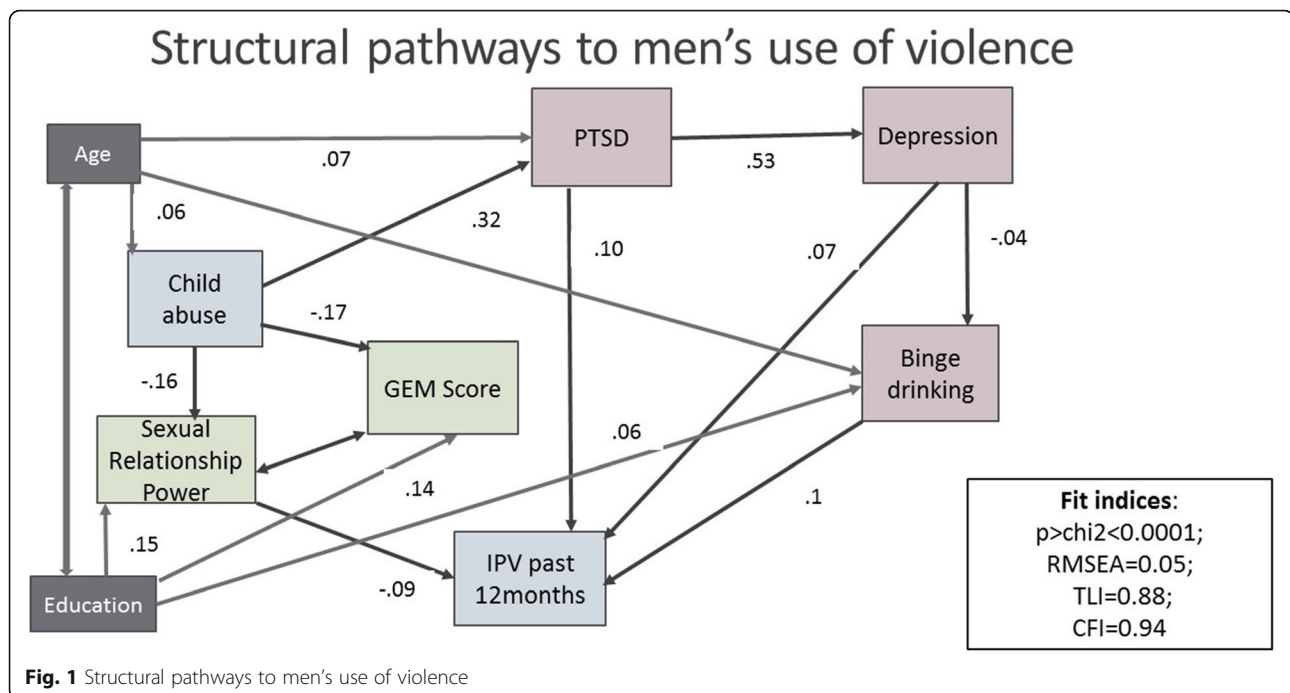 Structural pathways to men's use of violence
Age
PTSD
Depression
.07
.53
.06
.32
.10
.07
-.04
Child
abuse
-.17
Binge
drinking
GEM Score
-.16
Sexual
Relationship
Power
.06
.14
.1
.15
-.09
IPV past
12months
Education
Fit indices:
p>chi2<0.0001;
RMSEA=0.05;
TLI=0.88;
CFI=0.94
Fig. 1 Structural pathways to men's use of violence